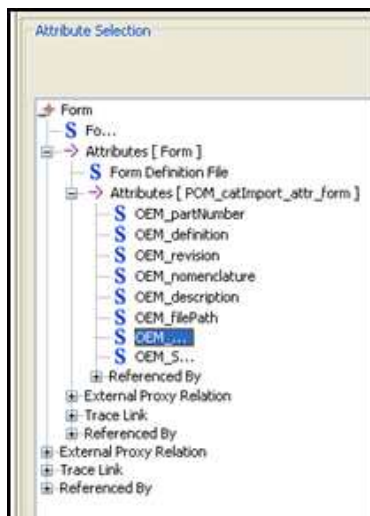 Attribute Selection
Form
S Fo...
Attributes [ Form ]
S Form Definition File
Attributes [ POM_catImport_attr_form ]
S OEM_partNumber
S OEM_definition
S OEM_revision
S OEM_nomenclature
S OEM_description
S OEM_filePath
S OEM_...
S OEM_S...
Referenced By
External Proxy Relation
Trace Link
Referenced By
External Proxy Relation
Trace Link
Referenced By